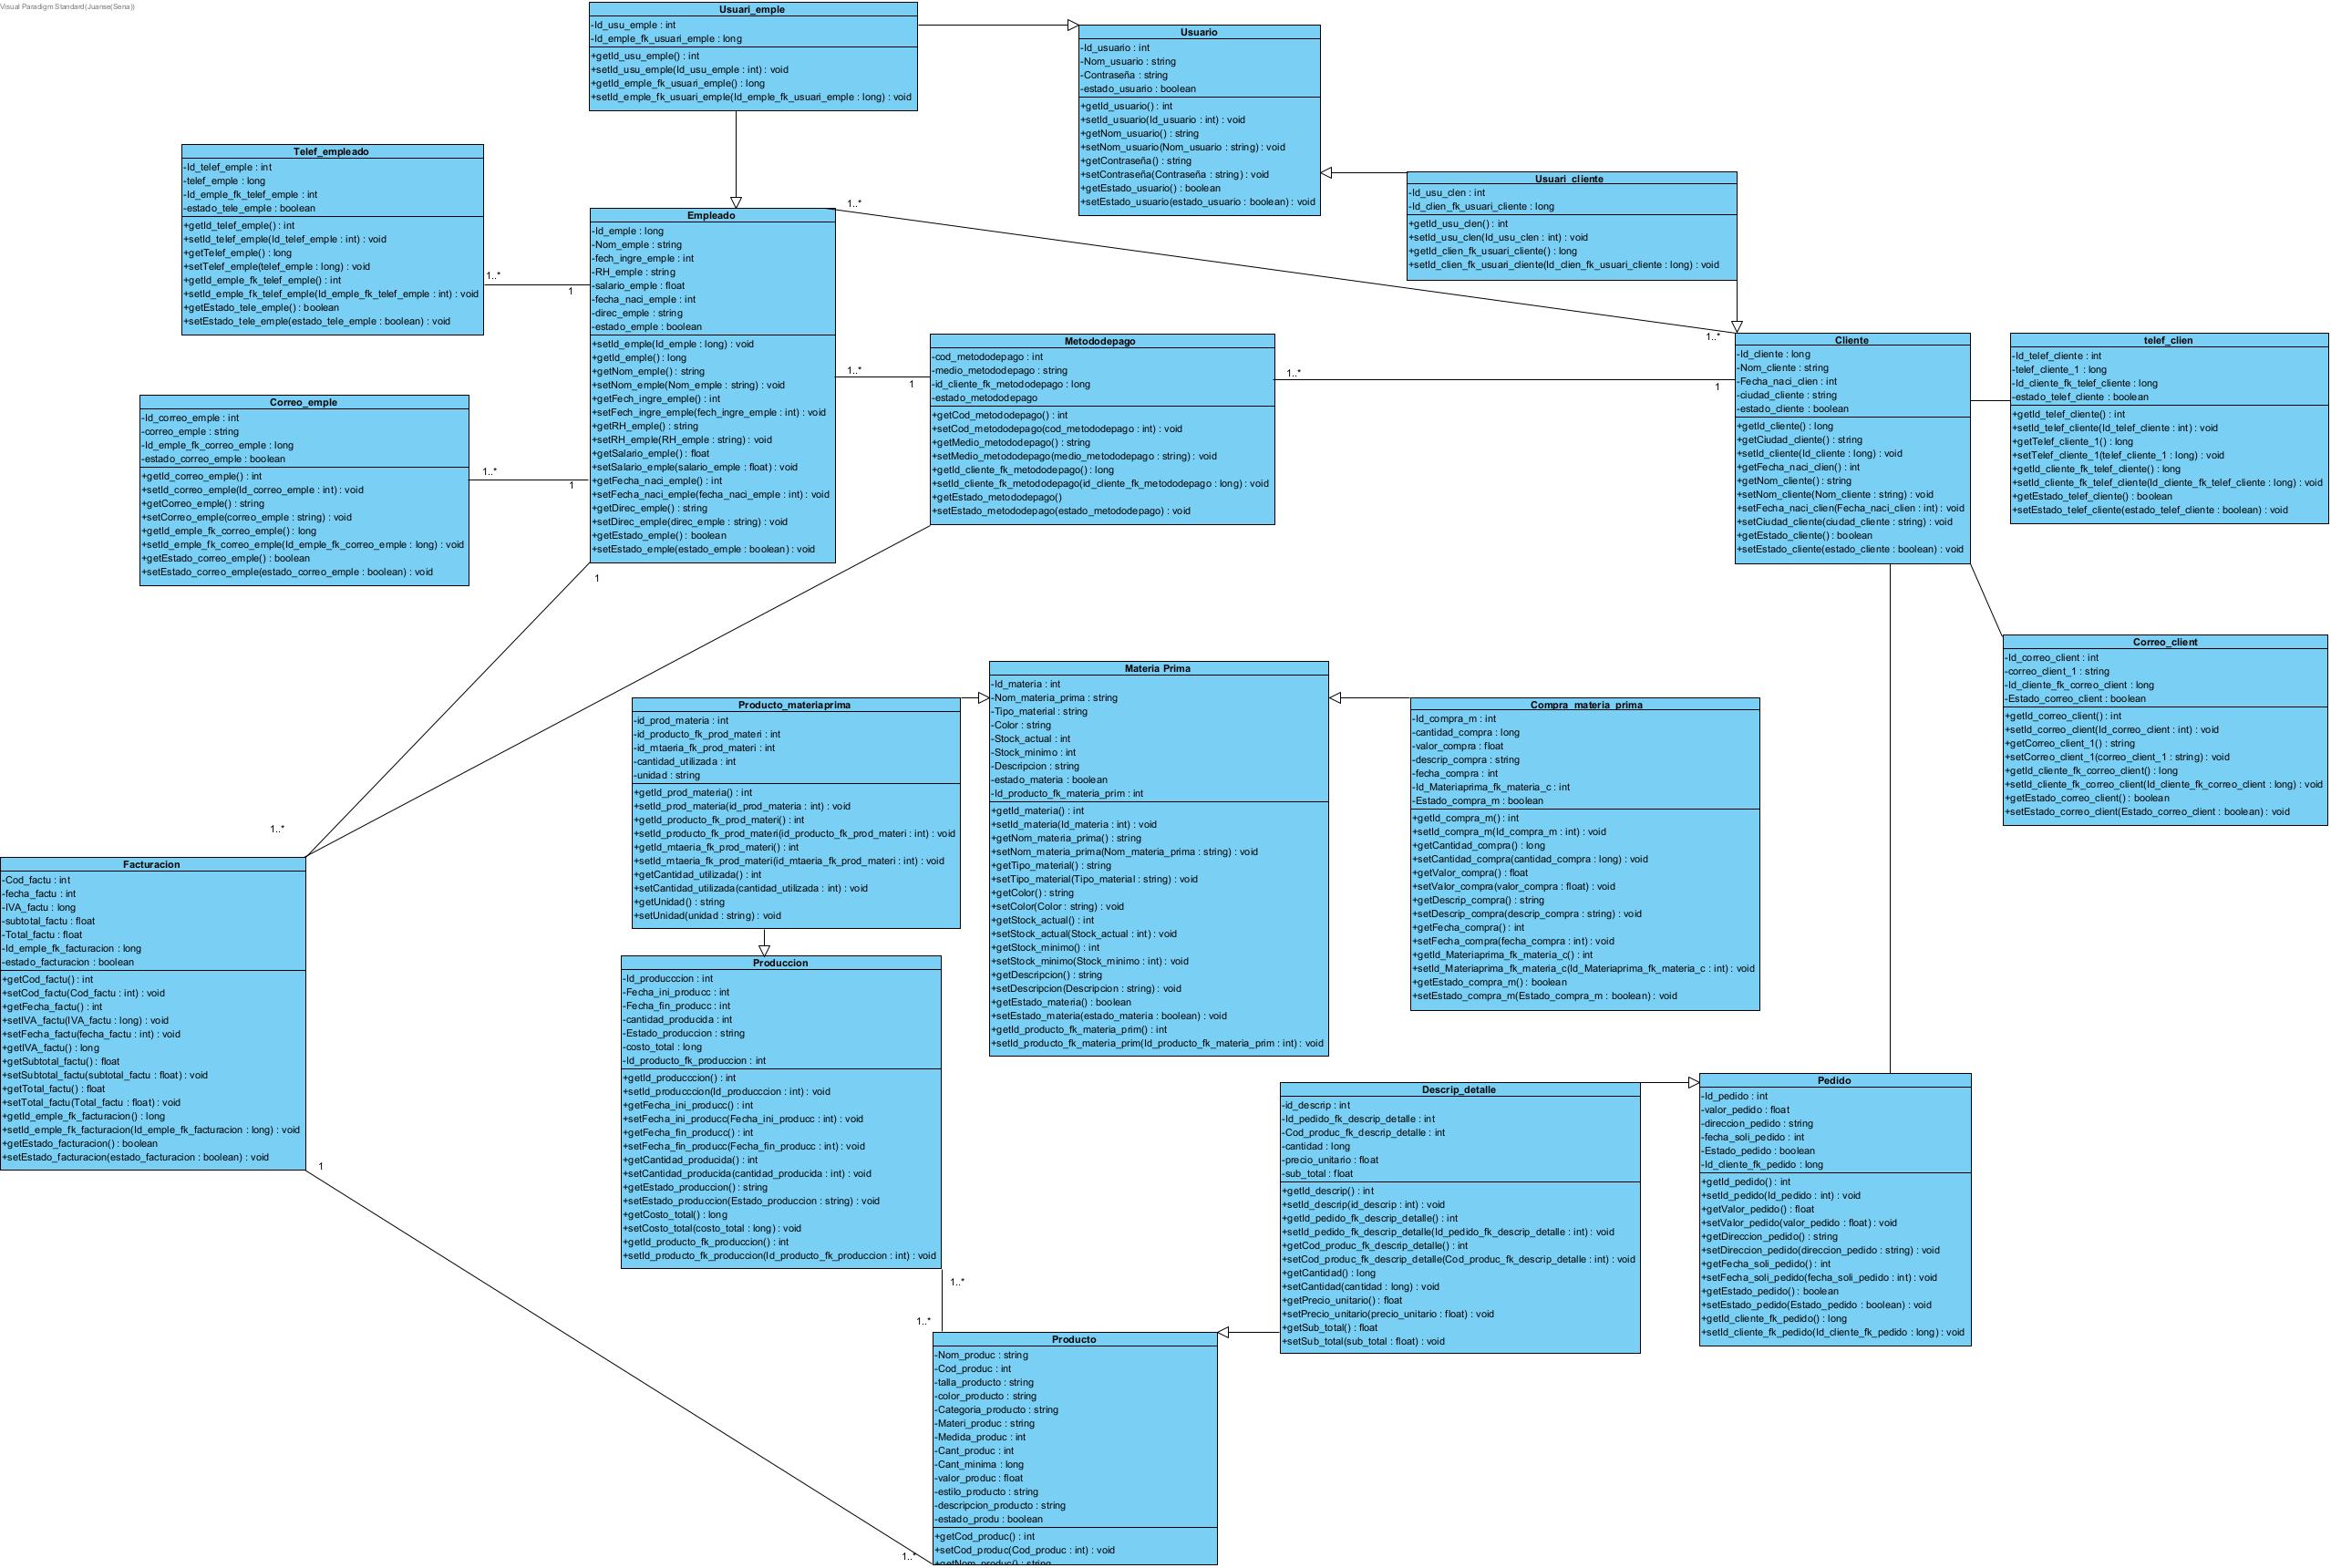 Visual Paradigm Standard(Juanse(Sena))
Usuari_emple
-Id_usu_emple : int
-Id_emple_fk_usuari_emple : long
+getId_usu_emple() : int
+setId_usu_emple(Id_usu_emple : int) : void
+getId_emple_fk_usuari_emple() : long
+setId_emple_fk_usuari_emple(Id_emple_fk_usuari_emple : long) : void
Usuario
-Id_usuario : int
-Nom_usuario : string
-Contraseña : string
-estado_usuario : boolean
+getId_usuario() : int
+setId_usuario(Id_usuario : int) : void
+getNom_usuario() : string
+setNom_usuario(Nom_usuario : string) : void
+getContraseña() : string
+setContraseña(Contraseña : string) : void
+getEstado_usuario() : boolean
+setEstado_usuario(estado_usuario : boolean) : void
Telef_empleado
-Id_telef_emple : int
-telef_emple : long
-Id_emple_fk_telef_emple : int
-estado_tele_emple : boolean
+getId_telef_emple() : int
+setId_telef_emple(Id_telef_emple : int) : void
+getTelef_emple() : long
+setTelef_emple(telef_emple : long) : void
+getId_emple_fk_telef_emple() : int
+setId_emple_fk_telef_emple(Id_emple_fk_telef_emple : int) : void
+getEstado_tele_emple() : boolean
+setEstado_tele_emple(estado_tele_emple : boolean) : void
1..*
1
Usuari_cliente
-Id_usu_clen : int
-Id_clien_fk_usuari_cliente : long
+getId_usu_clen() : int
+setId_usu_clen(Id_usu_clen : int) : void
+getId_clien_fk_usuari_cliente() : long
+setId_clien_fk_usuari_cliente(Id_clien_fk_usuari_cliente : long) : void
1..*
1..*
Empleado
-Id_emple : long
-Nom_emple : string
-fech_ingre_emple : int
-RH_emple : string
-salario_emple : float
-fecha_naci_emple : int
-direc_emple : string
-estado_emple : boolean
+setId_emple(Id_emple : long) : void
+getId_emple() : long
+getNom_emple() : string
+setNom_emple(Nom_emple : string) : void
+getFech_ingre_emple() : int
+setFech_ingre_emple(fech_ingre_emple : int) : void
+getRH_emple() : string
+setRH_emple(RH_emple : string) : void
+getSalario_emple() : float
+setSalario_emple(salario_emple : float) : void
+getFecha_naci_emple() : int
+setFecha_naci_emple(fecha_naci_emple : int) : void
+getDirec_emple() : string
+setDirec_emple(direc_emple : string) : void
+getEstado_emple() : boolean
+setEstado_emple(estado_emple : boolean) : void
1..*
1
Metododepago
-cod_metododepago : int
-medio_metododepago : string
-id_cliente_fk_metododepago : long
-estado_metododepago
+getCod_metododepago() : int
+setCod_metododepago(cod_metododepago : int) : void
+getMedio_metododepago() : string
+setMedio_metododepago(medio_metododepago : string) : void
+getId_cliente_fk_metododepago() : long
+setId_cliente_fk_metododepago(id_cliente_fk_metododepago : long) : void
+getEstado_metododepago()
+setEstado_metododepago(estado_metododepago) : void
1..*
1
Cliente
-Id_cliente : long
-Nom_cliente : string
-Fecha_naci_clien : int
-ciudad_cliente : string
-estado_cliente : boolean
+getId_cliente() : long
+getCiudad_cliente() : string
+setId_cliente(Id_cliente : long) : void
+getFecha_naci_clien() : int
+getNom_cliente() : string
+setNom_cliente(Nom_cliente : string) : void
+setFecha_naci_clien(Fecha_naci_clien : int) : void
+setCiudad_cliente(ciudad_cliente : string) : void
+getEstado_cliente() : boolean
+setEstado_cliente(estado_cliente : boolean) : void
telef_clien
-Id_telef_cliente : int
-telef_cliente_1 : long
-Id_cliente_fk_telef_cliente : long
-estado_telef_cliente : boolean
+getId_telef_cliente() : int
+setId_telef_cliente(Id_telef_cliente : int) : void
+getTelef_cliente_1() : long
+setTelef_cliente_1(telef_cliente_1 : long) : void
+getId_cliente_fk_telef_cliente() : long
+setId_cliente_fk_telef_cliente(Id_cliente_fk_telef_cliente : long) : void
+getEstado_telef_cliente() : boolean
+setEstado_telef_cliente(estado_telef_cliente : boolean) : void
Correo_emple
-Id_correo_emple : int
-correo_emple : string
-Id_emple_fk_correo_emple : long
-estado_correo_emple : boolean
+getId_correo_emple() : int
+setId_correo_emple(Id_correo_emple : int) : void
+getCorreo_emple() : string
+setCorreo_emple(correo_emple : string) : void
+getId_emple_fk_correo_emple() : long
+setId_emple_fk_correo_emple(Id_emple_fk_correo_emple : long) : void
+getEstado_correo_emple() : boolean
+setEstado_correo_emple(estado_correo_emple : boolean) : void
1..*
1
1
1..*
Correo_client
-Id_correo_client : int
-correo_client_1 : string
-Id_cliente_fk_correo_client : long
-Estado_correo_client : boolean
+getId_correo_client() : int
+setId_correo_client(Id_correo_client : int) : void
+getCorreo_client_1() : string
+setCorreo_client_1(correo_client_1 : string) : void
+getId_cliente_fk_correo_client() : long
+setId_cliente_fk_correo_client(Id_cliente_fk_correo_client : long) : void
+getEstado_correo_client() : boolean
+setEstado_correo_client(Estado_correo_client : boolean) : void
Producto_materiaprima
-id_prod_materia : int
-id_producto_fk_prod_materi : int
-id_mtaeria_fk_prod_materi : int
-cantidad_utilizada : int
-unidad : string
+getId_prod_materia() : int
+setId_prod_materia(id_prod_materia : int) : void
+getId_producto_fk_prod_materi() : int
+setId_producto_fk_prod_materi(id_producto_fk_prod_materi : int) : void
+getId_mtaeria_fk_prod_materi() : int
+setId_mtaeria_fk_prod_materi(id_mtaeria_fk_prod_materi : int) : void
+getCantidad_utilizada() : int
+setCantidad_utilizada(cantidad_utilizada : int) : void
+getUnidad() : string
+setUnidad(unidad : string) : void
Materia Prima
-Id_materia : int
-Nom_materia_prima : string
-Tipo_material : string
-Color : string
-Stock_actual : int
-Stock_minimo : int
-Descripcion : string
-estado_materia : boolean
-Id_producto_fk_materia_prim : int
+getId_materia() : int
+setId_materia(Id_materia : int) : void
+getNom_materia_prima() : string
+setNom_materia_prima(Nom_materia_prima : string) : void
+getTipo_material() : string
+setTipo_material(Tipo_material : string) : void
+getColor() : string
+setColor(Color : string) : void
+getStock_actual() : int
+setStock_actual(Stock_actual : int) : void
+getStock_minimo() : int
+setStock_minimo(Stock_minimo : int) : void
+getDescripcion() : string
+setDescripcion(Descripcion : string) : void
+getEstado_materia() : boolean
+setEstado_materia(estado_materia : boolean) : void
+getId_producto_fk_materia_prim() : int
+setId_producto_fk_materia_prim(Id_producto_fk_materia_prim : int) : void
Compra_materia_prima
-Id_compra_m : int
-cantidad_compra : long
-valor_compra : float
-descrip_compra : string
-fecha_compra : int
-Id_Materiaprima_fk_materia_c : int
-Estado_compra_m : boolean
+getId_compra_m() : int
+setId_compra_m(Id_compra_m : int) : void
+getCantidad_compra() : long
+setCantidad_compra(cantidad_compra : long) : void
+getValor_compra() : float
+setValor_compra(valor_compra : float) : void
+getDescrip_compra() : string
+setDescrip_compra(descrip_compra : string) : void
+getFecha_compra() : int
+setFecha_compra(fecha_compra : int) : void
+getId_Materiaprima_fk_materia_c() : int
+setId_Materiaprima_fk_materia_c(Id_Materiaprima_fk_materia_c : int) : void
+getEstado_compra_m() : boolean
+setEstado_compra_m(Estado_compra_m : boolean) : void
Facturacion
-Cod_factu : int
-fecha_factu : int
-IVA_factu : long
-subtotal_factu : float
-Total_factu : float
-Id_emple_fk_facturacion : long
-estado_facturacion : boolean
+getCod_factu() : int
+setCod_factu(Cod_factu : int) : void
+getFecha_factu() : int
+setIVA_factu(IVA_factu : long) : void
+setFecha_factu(fecha_factu : int) : void
+getIVA_factu() : long
+getSubtotal_factu() : float
+setSubtotal_factu(subtotal_factu : float) : void
+getTotal_factu() : float
+setTotal_factu(Total_factu : float) : void
+getId_emple_fk_facturacion() : long
+setId_emple_fk_facturacion(Id_emple_fk_facturacion : long) : void
+getEstado_facturacion() : boolean
+setEstado_facturacion(estado_facturacion : boolean) : void
1
Produccion
-Id_producccion : int
-Fecha_ini_producc : int
-Fecha_fin_producc : int
-cantidad_producida : int
-Estado_produccion : string
-costo_total : long
-Id_producto_fk_produccion : int
+getId_producccion() : int
+setId_producccion(Id_producccion : int) : void
+getFecha_ini_producc() : int
+setFecha_ini_producc(Fecha_ini_producc : int) : void
+getFecha_fin_producc() : int
+setFecha_fin_producc(Fecha_fin_producc : int) : void
+getCantidad_producida() : int
+setCantidad_producida(cantidad_producida : int) : void
+getEstado_produccion() : string
+setEstado_produccion(Estado_produccion : string) : void
+getCosto_total() : long
+setCosto_total(costo_total : long) : void
+getId_producto_fk_produccion() : int
+setId_producto_fk_produccion(Id_producto_fk_produccion : int) : void
1..*
1..*
Descrip_detalle
-id_descrip : int
-Id_pedido_fk_descrip_detalle : int
-Cod_produc_fk_descrip_detalle : int
-cantidad : long
-precio_unitario : float
-sub_total : float
+getId_descrip() : int
+setId_descrip(id_descrip : int) : void
+getId_pedido_fk_descrip_detalle() : int
+setId_pedido_fk_descrip_detalle(Id_pedido_fk_descrip_detalle : int) : void
+getCod_produc_fk_descrip_detalle() : int
+setCod_produc_fk_descrip_detalle(Cod_produc_fk_descrip_detalle : int) : void
+getCantidad() : long
+setCantidad(cantidad : long) : void
+getPrecio_unitario() : float
+setPrecio_unitario(precio_unitario : float) : void
+getSub_total() : float
+setSub_total(sub_total : float) : void
Pedido
-Id_pedido : int
-valor_pedido : float
-direccion_pedido : string
-fecha_soli_pedido : int
-Estado_pedido : boolean
-Id_cliente_fk_pedido : long
+getId_pedido() : int
+setId_pedido(Id_pedido : int) : void
+getValor_pedido() : float
+setValor_pedido(valor_pedido : float) : void
+getDireccion_pedido() : string
+setDireccion_pedido(direccion_pedido : string) : void
+getFecha_soli_pedido() : int
+setFecha_soli_pedido(fecha_soli_pedido : int) : void
+getEstado_pedido() : boolean
+setEstado_pedido(Estado_pedido : boolean) : void
+getId_cliente_fk_pedido() : long
+setId_cliente_fk_pedido(Id_cliente_fk_pedido : long) : void
Producto
-Nom_produc : string
-Cod_produc : int
-talla_producto : string
-color_producto : string
-Categoria_producto : string
-Materi_produc : string
-Medida_produc : int
-Cant_produc : int
-Cant_minima : long
-valor_produc : float
-estilo_producto : string
-descripcion_producto : string
-estado_produ : boolean
+getCod_produc() : int
+setCod_produc(Cod_produc : int) : void
+getNom_produc() : string
1..*